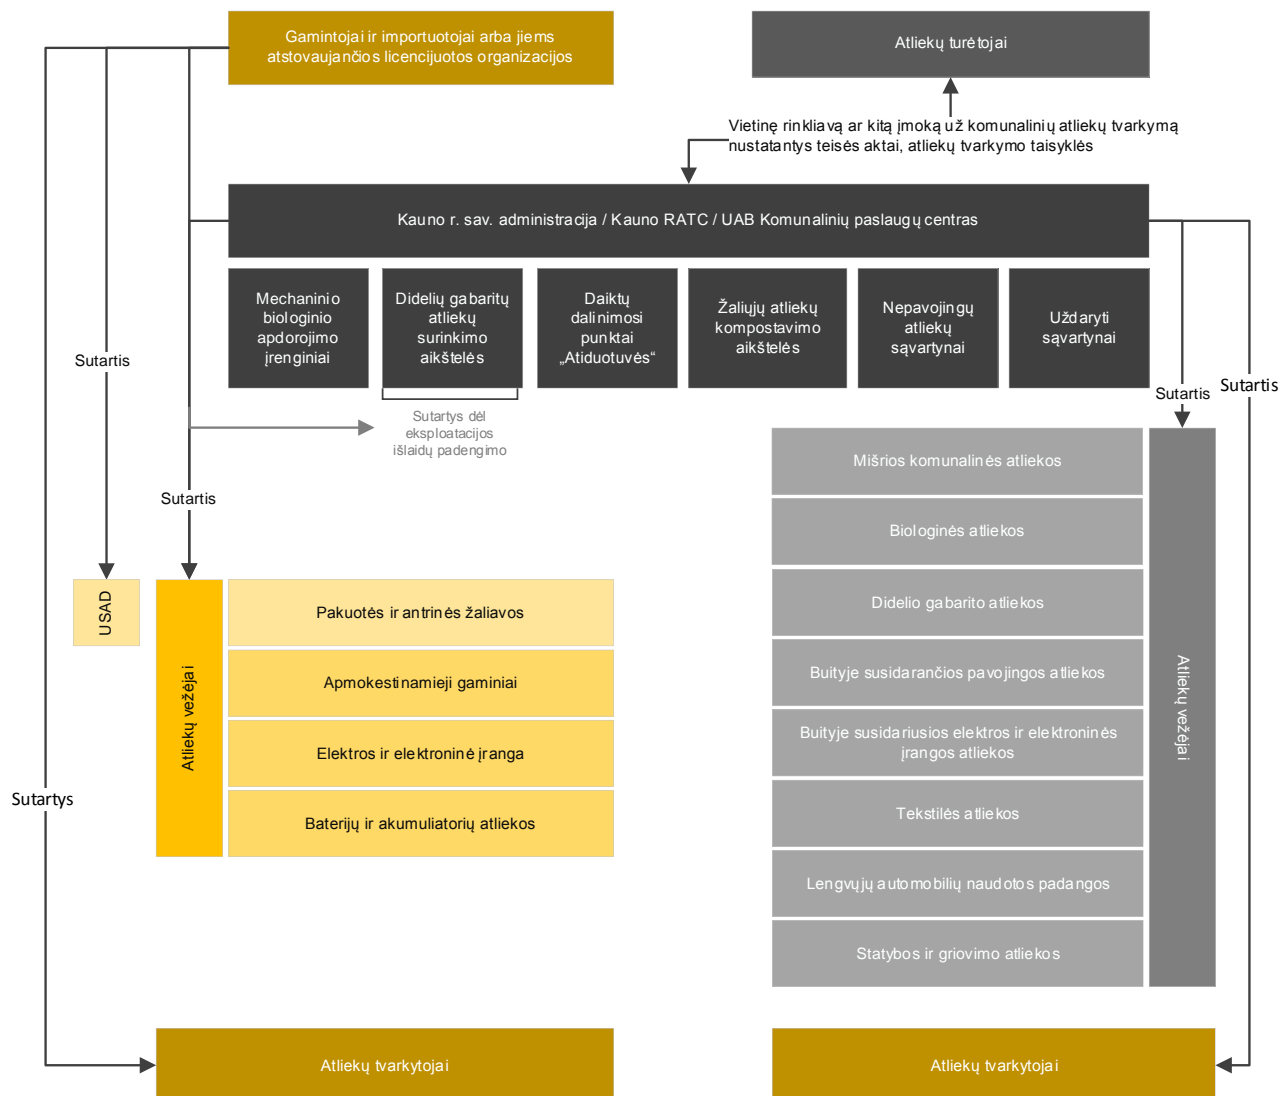 Gamintojai ir importuotojai arba jiems
atstovaujančios licencijuotos organizacijos
Atliekų turėtojai
Vietinę rinkliavą ar kitą įmoką už komunalinių atliekų tvarkymą
nustatantys teisės aktai, atliekų tvarkymo taisyklės
Kauno r. sav. administracija / Kauno RATC / UAB Komunalinių paslaugų centras
Mechaninio
biologinio
apdorojimo
įrenginiai
Didelių gabaritų
atliekų
surinkimo
aikštelės
Daiktų
dalinimosi
punktai
„Atiduotuvės“
Žaliųjų atliekų
kompostavimo
aikštelės
Nepavojingų
atliekų
sąvartynai
Uždaryti
sąvartynai
Sutartis
Sutartis
Sutartis
Sutartys dėl
eksploatacijos
išlaidų padengimo
Sutartis
Mišrios komunalinės atliekos
Biologinės atliekos
Didelio gabarito atliekos
Buityje susidarančios pavojingos atliekos
Buityje susidariusios elektros ir elektroninės
įrangos atliekos
Tekstilės atliekos
Lengvųjų automobilių naudotos padangos
Statybos ir griovimo atliekos
Atliekų vežėjai
USAD
Atliekų vežėjai
Pakuotės ir antrinės žaliavos
Apmokestinamieji gaminiai
Elektros ir elektroninė įranga
Baterijų ir akumuliatorių atliekos
Sutartys
Atliekų tvarkytojai
Atliekų tvarkytojai